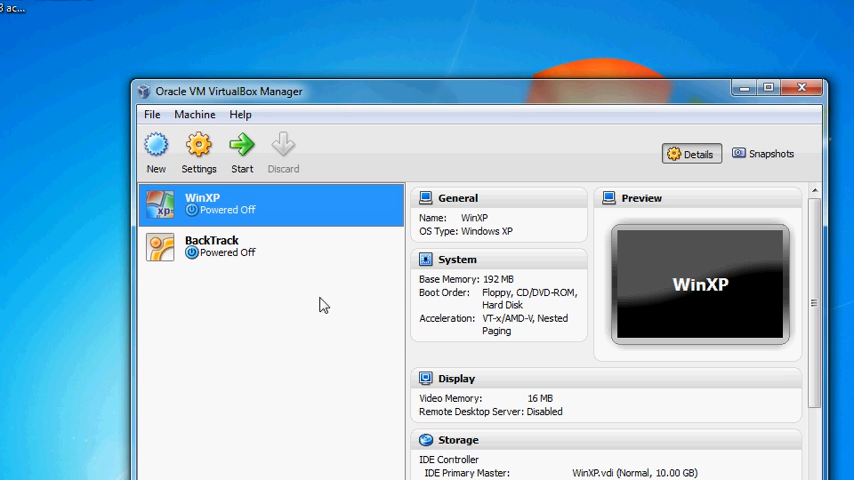 3 ac...
Oracle VM VirtualBox Manager
File Machine Help
New Settings Start Discard
Details Snapshots
WinXP
Powered Off
BackTrack
Powered Off
General
Name: WinXP
OS Type: Windows XP
System
Base Memory: 192 MB
Boot Order: Floppy, CD/DVD-ROM,
Hard Disk
Acceleration: VT-x/AMD-V, Nested
Paging
Preview
WinXP
Display
Video Memory: 16 MB
Remote Desktop Server: Disabled
Storage
IDE Controller
IDE Primary Master: WinXP.vdi (Normal, 10.00 GB)